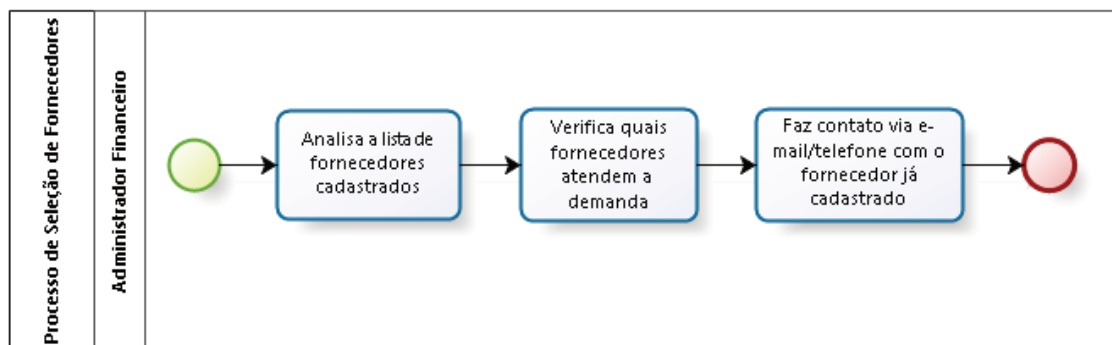 Processo de Seleção de Fornecedores
Administrador Financeiro
Analisa a lista de
fornecedores
cadastrados
Verifica quais
fornecedores
atendem a
demanda
Faz contato via e-
mail/telefone com o
fornecedor já
cadastrado